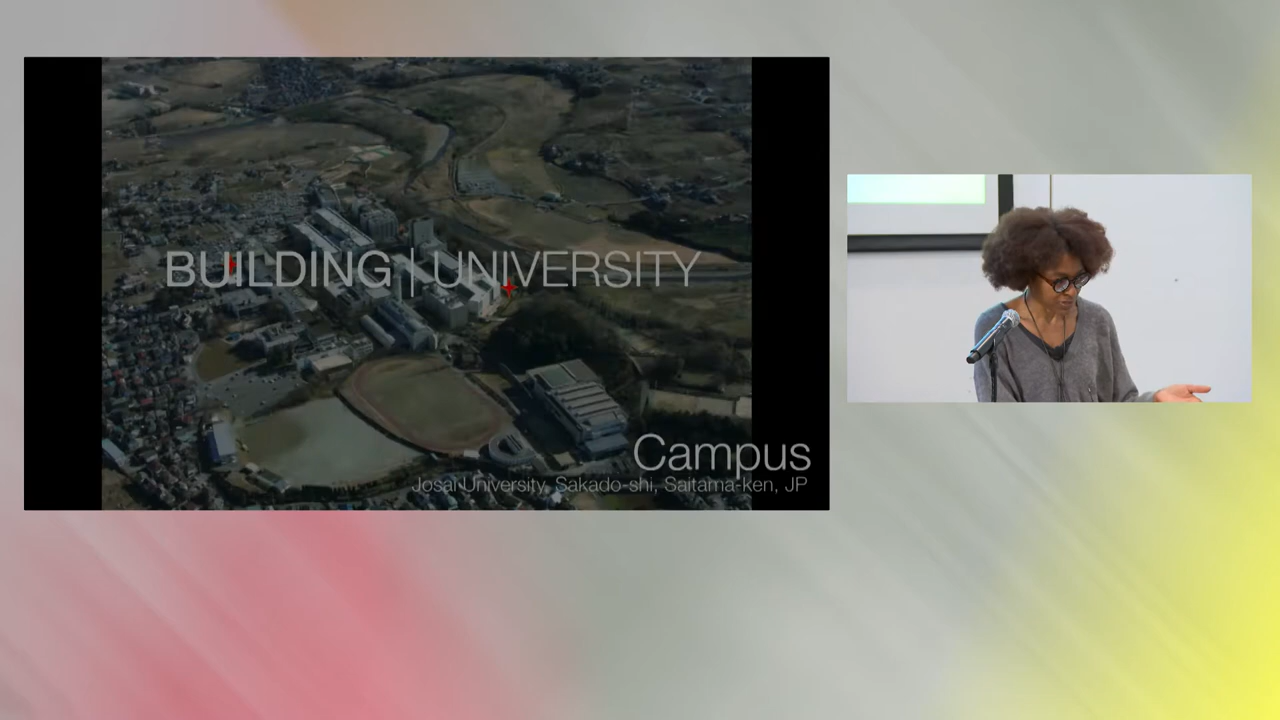 BUILDING | UNIVERSITY
Campus
Josai University, Sakado-shi, Saitama-ken, JP